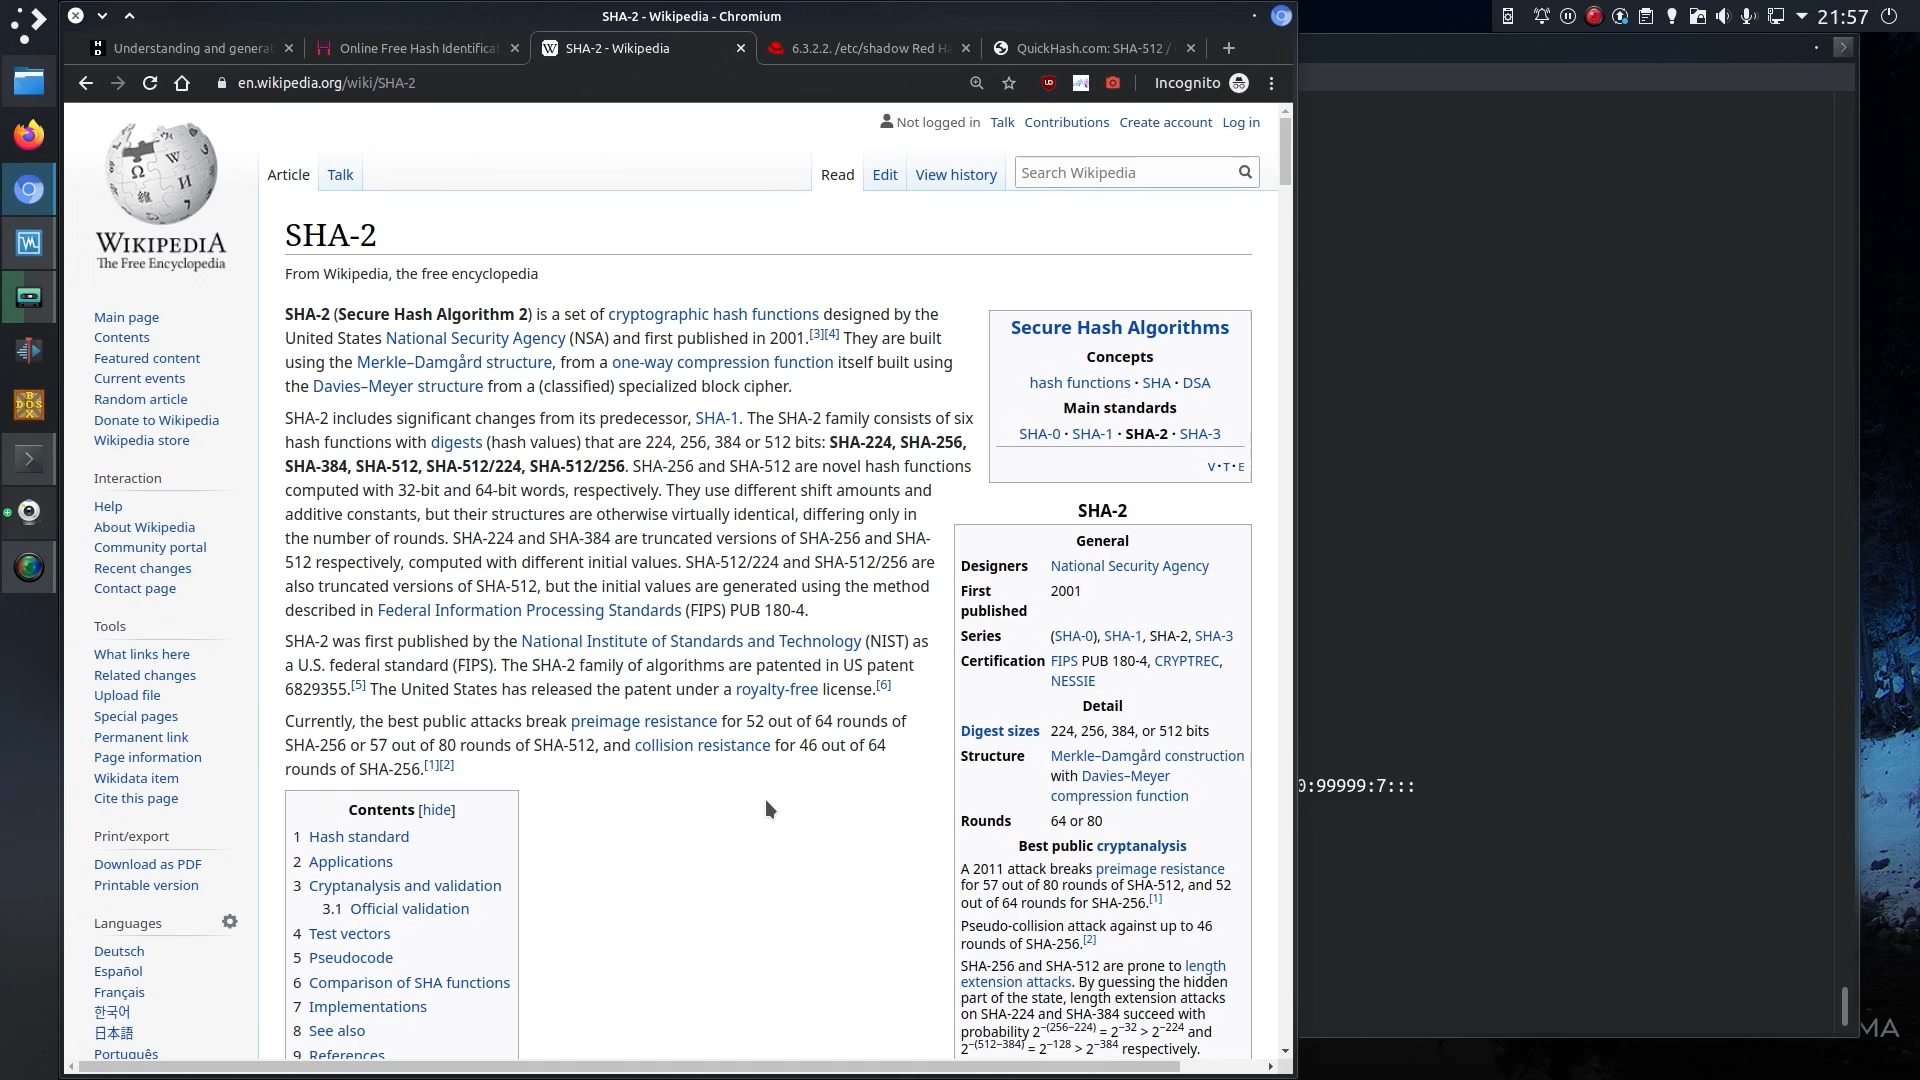 SHA-2 - Wikipedia - Chromium
21:57
Understanding and genera
Online Free Hash Identifica
SHA-2 - Wikipedia
6.3.2.2. /etc/shadow Red Ha
QuickHash.com: SHA-512 /
en.wikipedia.org/wiki/SHA-2
Incognito
Not logged in Talk Contributions Create account Log in
Article Talk
Read Edit View history
Search Wikipedia
WIKIPEDIA
The Free Encyclopedia
Main page
Contents
Featured content
Current events
Random article
Donate to Wikipedia
Wikipedia store
Interaction
Help
About Wikipedia
Community portal
Recent changes
Contact page
Tools
What links here
Related changes
Upload file
Special pages
Permanent link
Page information
Wikidata item
Cite this page
Print/export
Download as PDF
Printable version
Languages
Deutsch
Español
Français
한국어
日本語
Português
SHA-2
From Wikipedia, the free encyclopedia
SHA-2 (Secure Hash Algorithm 2) is a set of cryptographic hash functions designed by the
United States National Security Agency (NSA) and first published in 2001.[3][4] They are built
using the Merkle–Damgård structure, from a one-way compression function itself built using
the Davies–Meyer structure from a (classified) specialized block cipher.
SHA-2 includes significant changes from its predecessor, SHA-1. The SHA-2 family consists of six
hash functions with digests (hash values) that are 224, 256, 384 or 512 bits: SHA-224, SHA-256,
SHA-384, SHA-512, SHA-512/224, SHA-512/256. SHA-256 and SHA-512 are novel hash functions
computed with 32-bit and 64-bit words, respectively. They use different shift amounts and
additive constants, but their structures are otherwise virtually identical, differing only in
the number of rounds. SHA-224 and SHA-384 are truncated versions of SHA-256 and SHA-
512 respectively, computed with different initial values. SHA-512/224 and SHA-512/256 are
also truncated versions of SHA-512, but the initial values are generated using the method
described in Federal Information Processing Standards (FIPS) PUB 180-4.
SHA-2 was first published by the National Institute of Standards and Technology (NIST) as
a U.S. federal standard (FIPS). The SHA-2 family of algorithms are patented in US patent
6829355.[5] The United States has released the patent under a royalty-free license.[6]
Currently, the best public attacks break preimage resistance for 52 out of 64 rounds of
SHA-256 or 57 out of 80 rounds of SHA-512, and collision resistance for 46 out of 64
rounds of SHA-256.[1][2]
Contents [hide]
1 Hash standard
2 Applications
3 Cryptanalysis and validation
3.1 Official validation
4 Test vectors
5 Pseudocode
6 Comparison of SHA functions
7 Implementations
8 See also
9 References
Secure Hash Algorithms
Concepts
hash functions · SHA · DSA
Main standards
SHA-0 · SHA-1 · SHA-2 · SHA-3
V·T·E
SHA-2
General
Designers National Security Agency
First published 2001
Series (SHA-0), SHA-1, SHA-2, SHA-3
Certification FIPS PUB 180-4, CRYPTREC,
NESSIE
Detail
Digest sizes 224, 256, 384, or 512 bits
Structure Merkle–Damgård construction
with Davies–Meyer
compression function
Rounds 64 or 80
Best public cryptanalysis
A 2011 attack breaks preimage resistance
for 57 out of 80 rounds of SHA-512, and 52
out of 64 rounds for SHA-256.[1]
Pseudo-collision attack against up to 46
rounds of SHA-256.[2]
SHA-256 and SHA-512 are prone to length
extension attacks. By guessing the hidden
part of the state, length extension attacks
on SHA-224 and SHA-384 succeed with
probability 2−(256−224) = 2−32 > 2−224 and
2−(512−384) = 2−128 > 2−384 respectively.
0:99999:7:::
MA